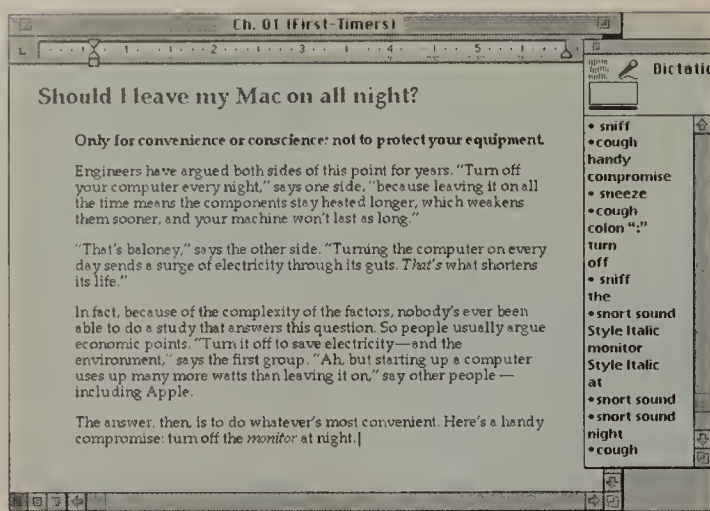 Ch. 01 (First-Timers)
1 2 3 4 5
Should I leave my Mac on all night?
Only for convenience or conscience: not to protect your equipment.
Engineers have argued both sides of this point for years. “Turn off
your computer every night,” says one side, “because leaving it on all
the time means the components stay heated longer, which weakens
them sooner, and your machine won’t last as long.”
“That’s baloney,” says the other side. “Turning the computer on every
day sends a surge of electricity through its guts. That’s what shortens
its life.”
In fact, because of the complexity of the factors, nobody’s ever been
able to do a study that answers this question. So people usually argue
economic points. “Turn it off to save electricity—and the
environment,” says the first group. “Ah, but starting up a computer
uses up many more watts than leaving it on,” say other people —
including Apple.
The answer, then, is to do whatever’s most convenient. Here’s a handy
compromise: turn off the monitor at night.
Dictatio
• sniff
•cough
handy
compromise
• sneeze
•cough
colon “:”
turn
off
• sniff
the
•snort sound
Style Italic
monitor
Style Italic
at
•snort sound
•snort sound
night
•cough